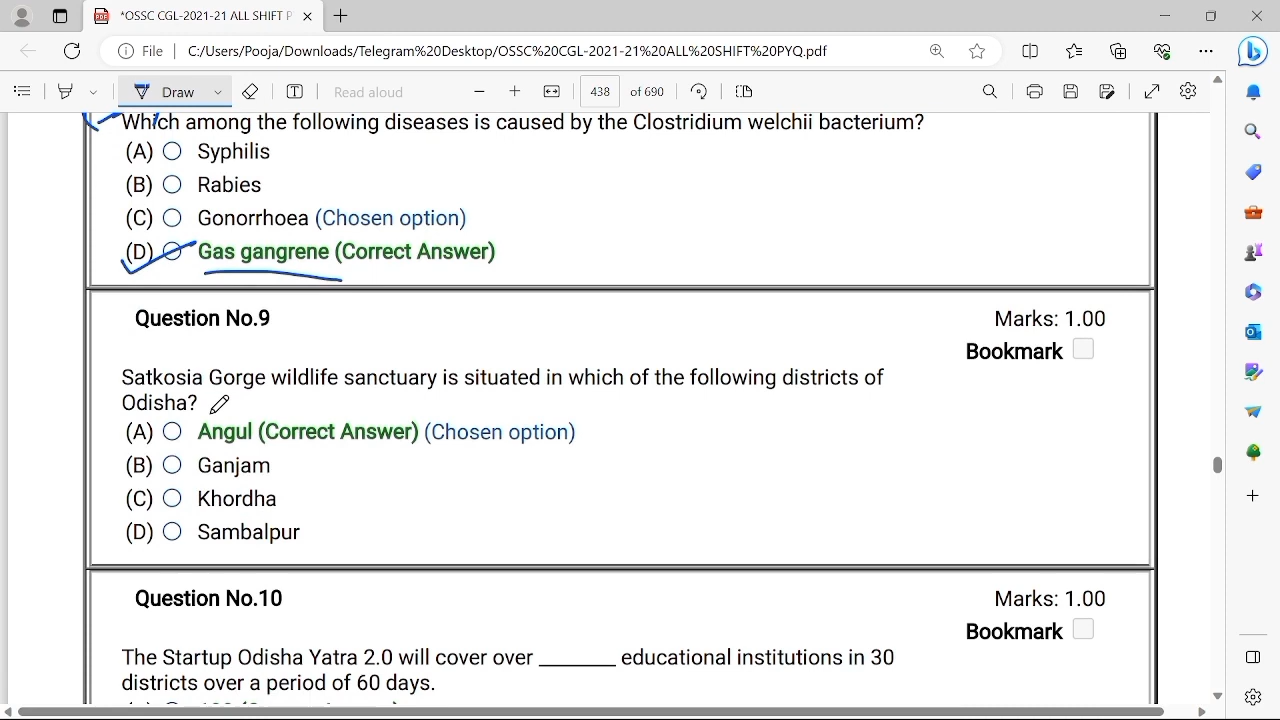 *OSSC CGL-2021-21 ALL SHIFT P
File
C:/Users/Pooja/Downloads/Telegram%20Desktop/OSSC%20CGL-2021-21%20ALL%20SHIFT%20PYQ.pdf
Draw
Read aloud
438 of 690
Which among the following diseases is caused by the Clostridium welchii bacterium?
(A) Syphilis
(B) Rabies
(C) Gonorrhoea (Chosen option)
(D) Gas gangrene (Correct Answer)
Question No.9 Marks: 1.00
Bookmark
Satkosia Gorge wildlife sanctuary is situated in which of the following districts of
Odisha?
(A) Angul (Correct Answer) (Chosen option)
(B) Ganjam
(C) Khordha
(D) Sambalpur
Question No.10 Marks: 1.00
Bookmark
The Startup Odisha Yatra 2.0 will cover over _______ educational institutions in 30
districts over a period of 60 days.